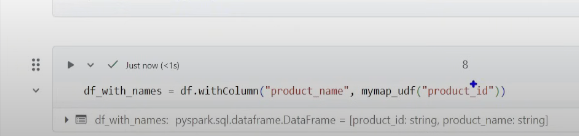 Just now (<1s)
8
df_with_names = df.withColumn("product_name", mymap_udf("product_id"))
df_with_names: pyspark.sql.dataframe.DataFrame = [product_id: string, product_name: string]